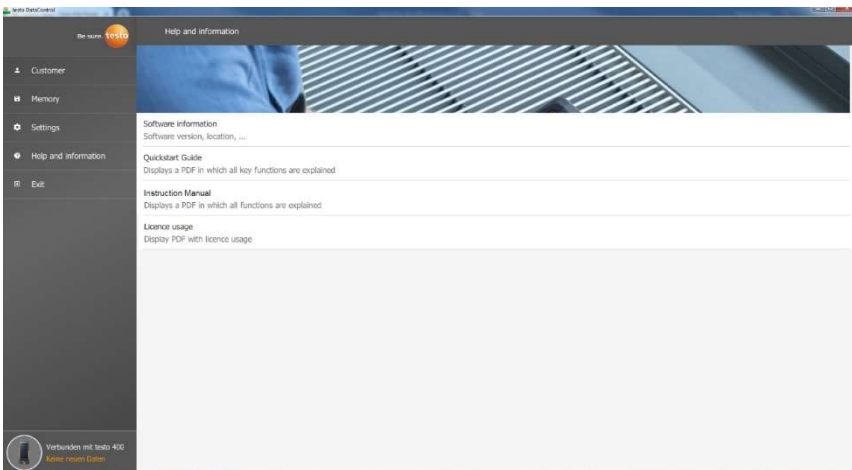 testo DataControl
Be sure. testo
Help and information
Customer
Memory
Settings
Help and information
Exit
Software information
Software version, location, ...
Quickstart Guide
Displays a PDF in which all key functions are explained
Instruction Manual
Displays a PDF in which all functions are explained
Licence usage
Display PDF with licence usage
Verbunden mit testo 400
Keine neuen Daten